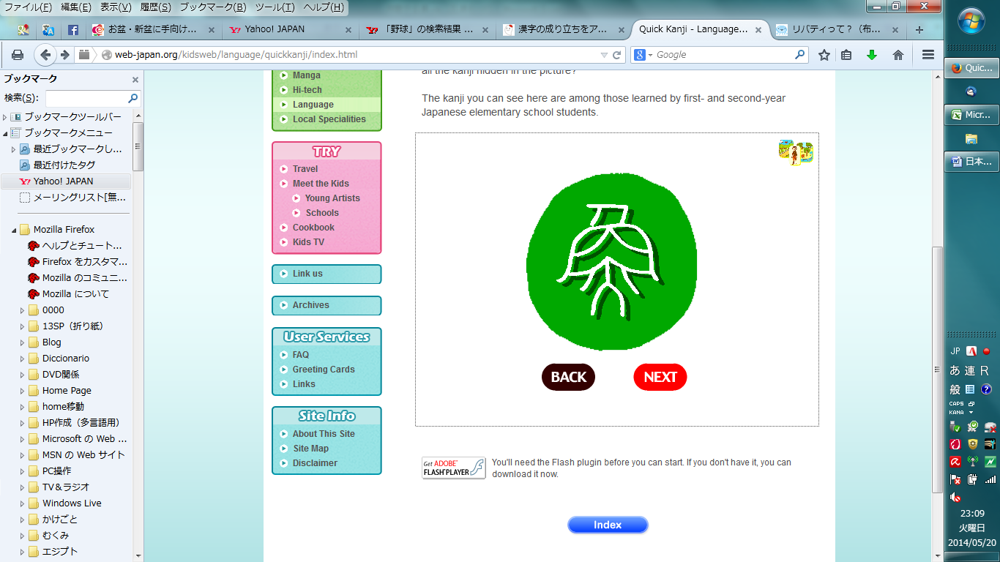 ファイル(F) 編集(E) 表示(V) 履歴(S) ブックマーク(B) ツール(T) ヘルプ(H)
お盆・新盆に手向け...
Yahoo! JAPAN
「野球」の検索結果
漢字の成り立ちをア...
Quick Kanji - Language...
リバティって？（布...
web-japan.org/kidsweb/language/quickkanji/index.html
Google
ブックマーク
検索(S):
ブックマークツールバー
ブックマークメニュー
最近ブックマークし...
最近付けたタグ
Yahoo! JAPAN
メーリングリスト[無...
Mozilla Firefox
ヘルプとチュート...
Firefox をカスタマ...
Mozilla のコミュニ...
Mozilla について
0000
13SP（折り紙）
Blog
Diccionario
DVD関係
Home Page
home移動
HP作成（多言語用）
Microsoft の Web ...
MSN の Web サイト
PC操作
TV＆ラジオ
Windows Live
かけごと
むくみ
エジプト
Manga
Hi-tech
Language
Local Specialities
TRY
Travel
Meet the Kids
Young Artists
Schools
Cookbook
Kids TV
Link us
Archives
User Services
FAQ
Greeting Cards
Links
Site Info
About This Site
Site Map
Disclaimer
all the kanji hidden in the picture?
The kanji you can see here are among those learned by first- and second-year
Japanese elementary school students.
BACK NEXT
Get ADOBE
FLASH PLAYER
You'll need the Flash plugin before you can start. If you don't have it, you can
download it now.
Index
Quic...
Micr...
日本...
JP A
あ 連 R
般
CAPS
KANA
23:09
火曜日
2014/05/20